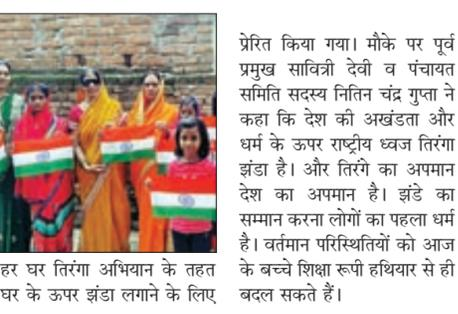 हर घर तिरंगा अभियान के तहत
घर के ऊपर झंडा लगाने के लिए
प्रेरित किया गया। मौके पर पूर्व
प्रमुख सावित्री देवी व पंचायत
समिति सदस्य नितिन चंद्र गुप्ता ने
कहा कि देश की अखंडता और
धर्म के ऊपर राष्ट्रीय ध्वज तिरंगा
झंडा है। और तिरंगे का अपमान
देश का अपमान है। झंडे का
सम्मान करना लोगों का पहला धर्म
है। वर्तमान परिस्थितियों को आज
के बच्चे शिक्षा रूपी हथियार से ही
बदल सकते हैं।